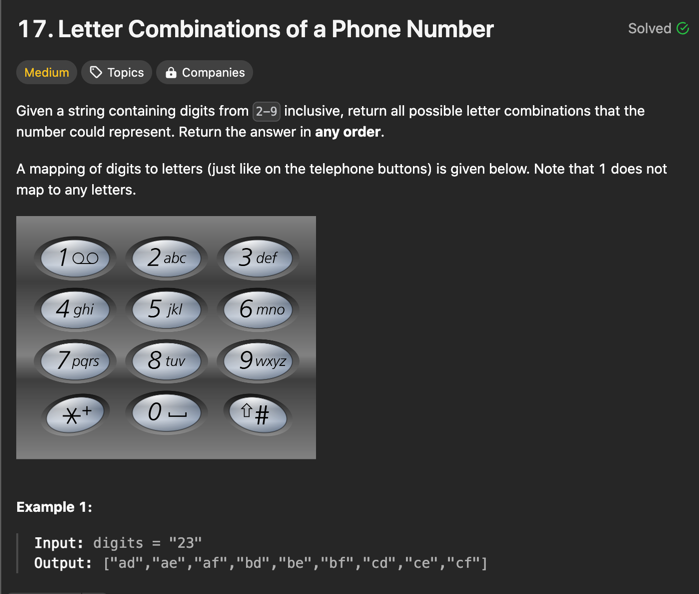 17. Letter Combinations of a Phone Number
Solved
Medium Topics Companies
Given a string containing digits from 2-9 inclusive, return all possible letter combinations that the
number could represent. Return the answer in any order.
A mapping of digits to letters (just like on the telephone buttons) is given below. Note that 1 does not
map to any letters.
1 2 abc 3 def
4 ghi 5 jkl 6 mno
7 pqrs 8 tuv 9 wxyz
*+ 0 ⇧#
Example 1:
Input: digits = "23"
Output: ["ad","ae","af","bd","be","bf","cd","ce","cf"]